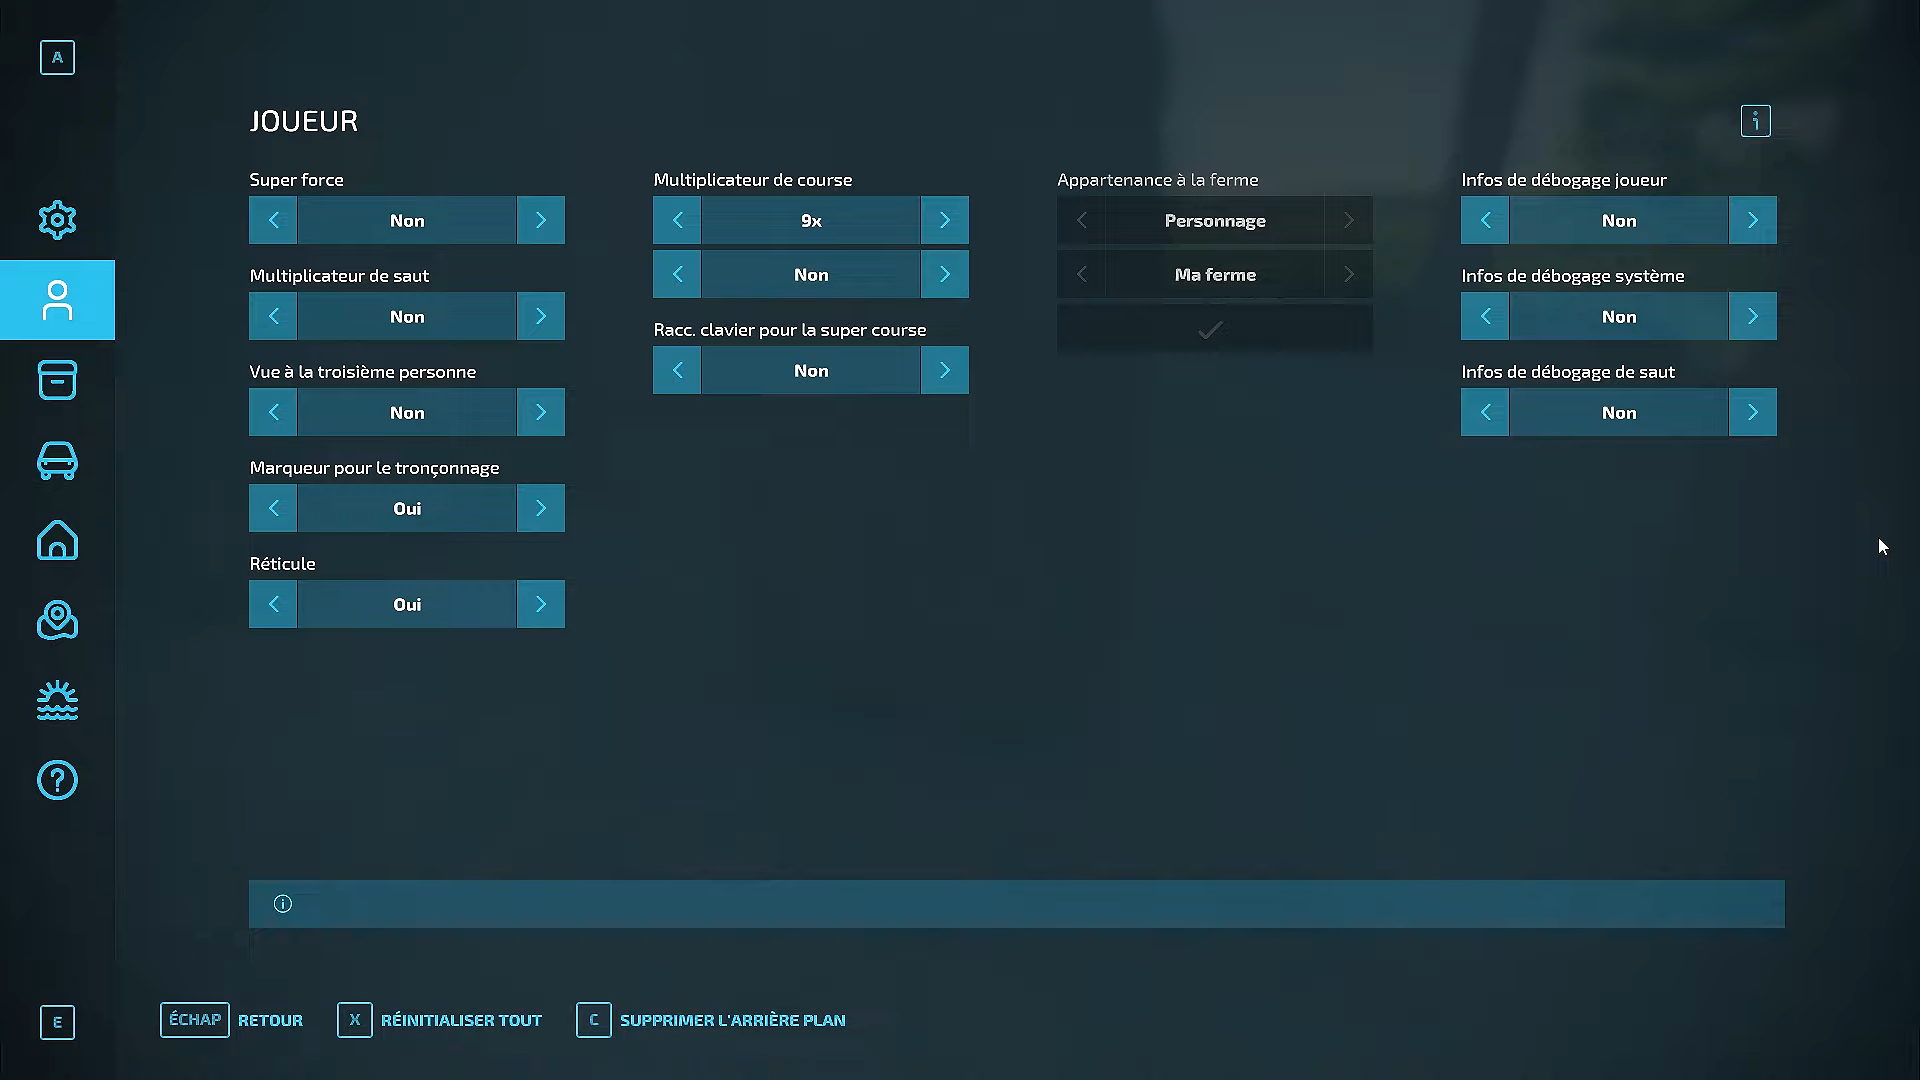 A
JOUEUR
i
Super force
Non
Multiplicateur de saut
Non
Vue à la troisième personne
Non
Marqueur pour le tronçonnage
Oui
Réticule
Oui
Multiplicateur de course
9x
Non
Racc. clavier pour la super course
Non
Appartenance à la ferme
Personnage
Ma ferme
Infos de débogage joueur
Non
Infos de débogage système
Non
Infos de débogage de saut
Non
E
ÉCHAP RETOUR X RÉINITIALISER TOUT C SUPPRIMER L'ARRIÈRE PLAN